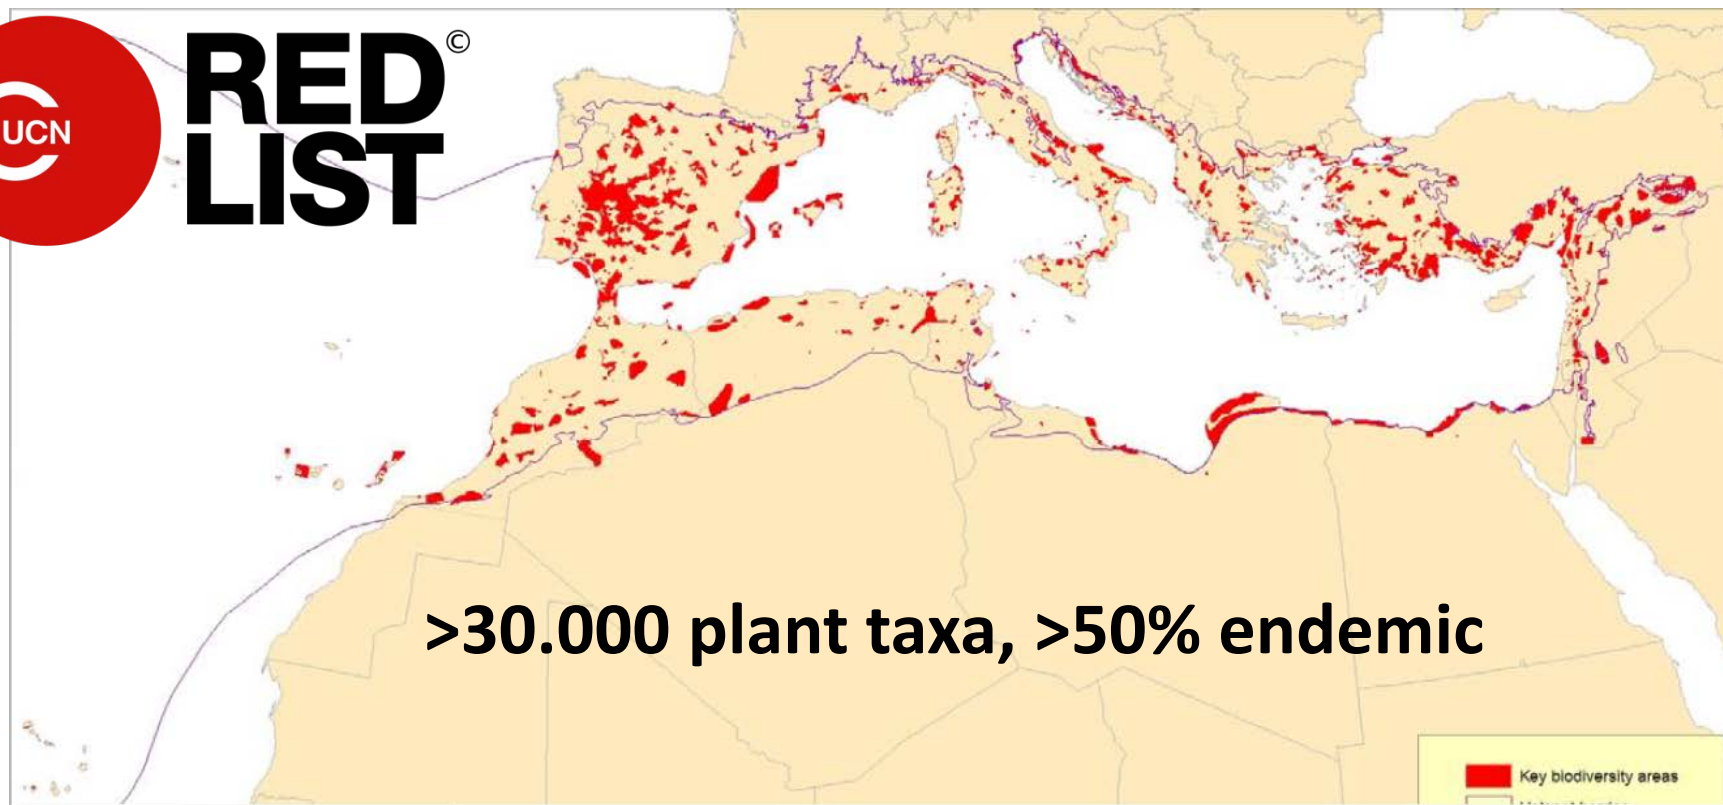 UCN
RED
LIST©
>30.000 plant taxa, >50% endemic
Key biodiversity areas